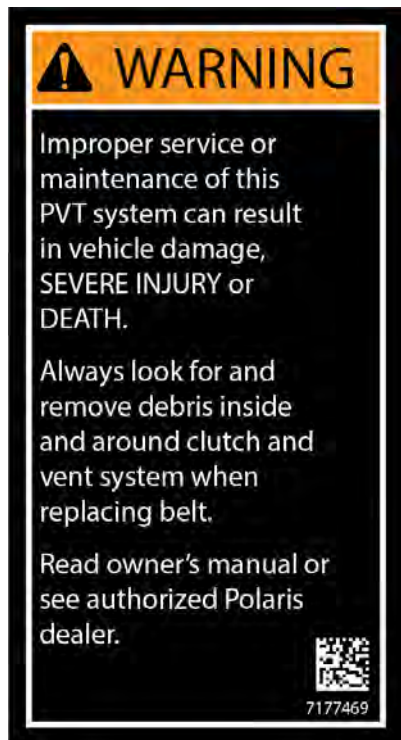 WARNING
Improper service or
maintenance of this
PVT system can result
in vehicle damage,
SEVERE INJURY or
DEATH.
Always look for and
remove debris inside
and around clutch and
vent system when
replacing belt.
Read owner's manual or
see authorized Polaris
dealer.
7177469